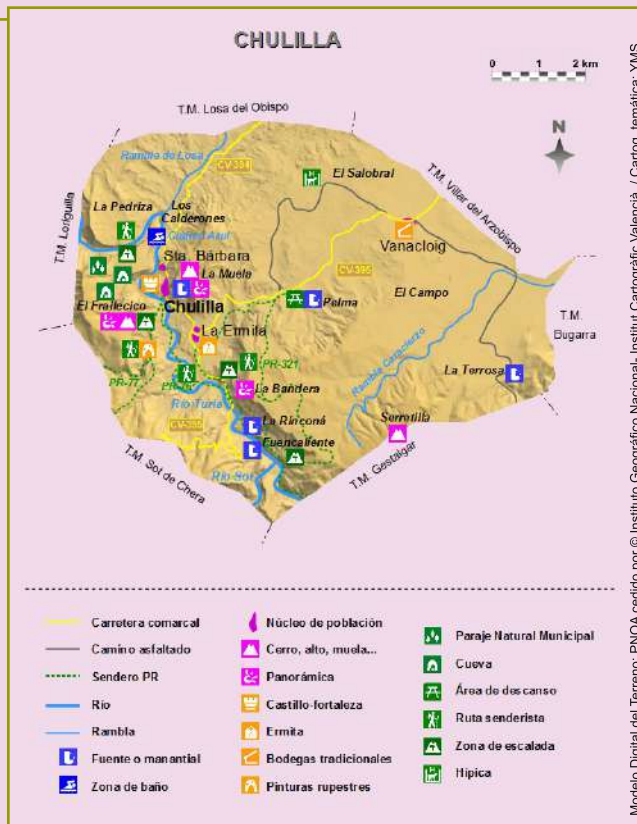 CHULILLA
0 1 2 km
N
T.M. Losa del Obispo
Rambla de Losa
CV-394
El Salobral
T.M. Villar del Arzobispo
T.M. Loriguilla
La Pedriza
Los
Calderones
Charco Azul
Vanacloig
Sta. Bárbara
La Muela
CV-395
El Campo
Chulilla
Pelma
El Frailecico
T.M.
Bugarra
La Ermita
Rambla
PR-321
La Terrosa
PR-77
La Bandera
Río Turia
La Rinconá
Serretilla
CV-395
Fuencaliente
T.M. Sot de Chera
Río Sot
T.M. Gestalgar
Carretera comarcal
Camino asfaltado
Sendero PR
Río
Rambla
Fuente o manantial
Zona de baño
Núcleo de población
Cerro, alto, muela...
Panorámica
Castillo-fortaleza
Ermita
Bodegas tradicionales
Pinturas rupestres
Paraje Natural Municipal
Cueva
Área de descanso
Ruta senderista
Zona de escalada
Hípica
Modelo Digital del Terreno: PNOA cedido por © Instituto Geográfico Nacional- Institut Cartogràfic Valencià. / Cartog. temática: YMS